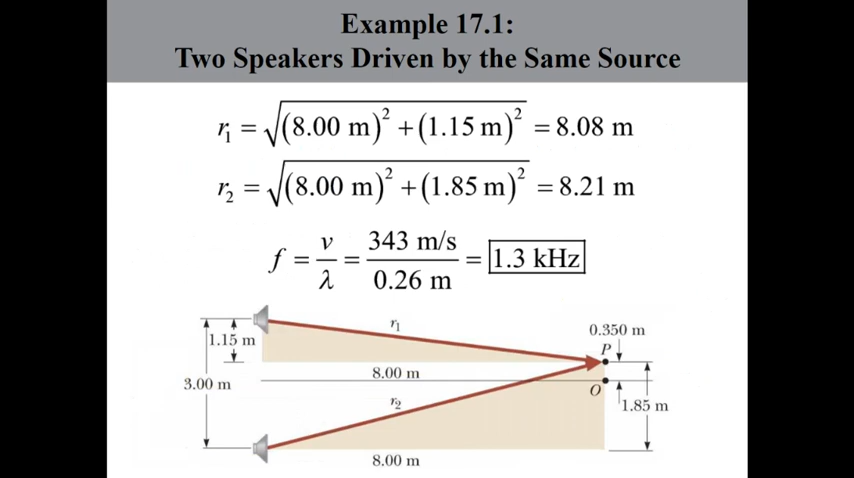 Example 17.1:
Two Speakers Driven by the Same Source
r₁ = √((8.00 m)² + (1.15 m)²) = 8.08 m
r₂ = √((8.00 m)² + (1.85 m)²) = 8.21 m
f = v/λ = 343 m/s / 0.26 m = 1.3 kHz
r₁
0.350 m
1.15 m
P
8.00 m
3.00 m
O
r₂
1.85 m
8.00 m